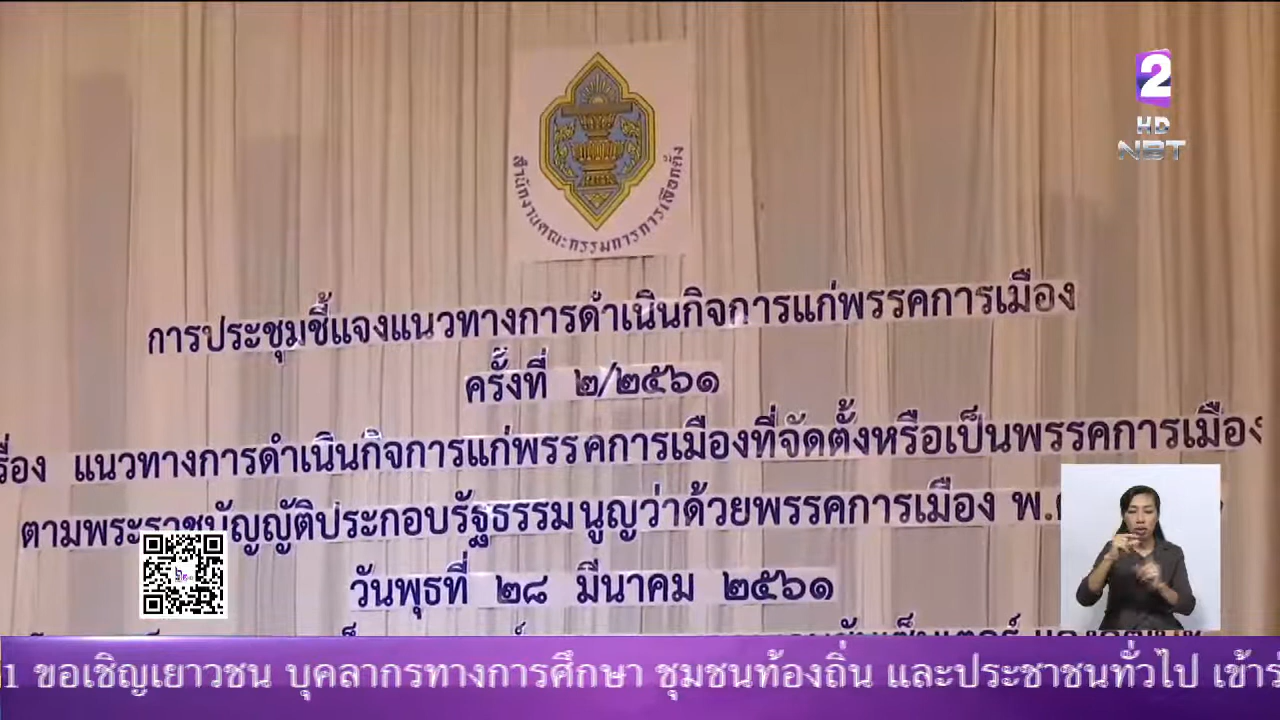 2
HD
NBT
สำนักงานคณะกรรมการการเลือกตั้ง
การประชุมชี้แจงแนวทางการดำเนินกิจการแก่พรรคการเมือง
ครั้งที่ ๒/๒๕๖๑
แนวทางการดำเนินกิจการแก่พรรคการเมืองที่จัดตั้งหรือเป็นพรรคการเมือง
ตามพระราชบัญญัติประกอบรัฐธรรมนูญว่าด้วยพรรคการเมือง
วันพุธที่ ๒๘ มีนาคม ๒๕๖๑
1 ขอเชิญเยาวชน บุคลากรทางการศึกษา ชุมชนท้องถิ่น และประชาชนทั่วไป